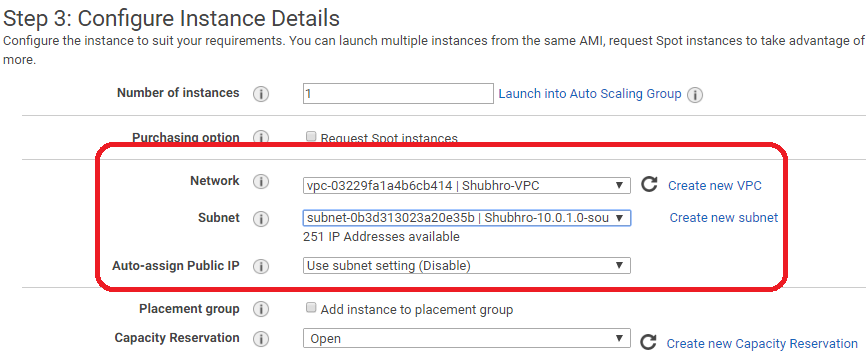 Step 3: Configure Instance Details
Configure the instance to suit your requirements. You can launch multiple instances from the same AMI, request Spot instances to take advantage of
more.
Number of instances i 1 Launch into Auto Scaling Group i
Purchasing option i Request Spot instances
Network i vpc-03229fa1a4b6cb414 | Shubhro-VPC Create new VPC
Subnet i subnet-0b3d313023a20e35b | Shubhro-10.0.1.0-sou Create new subnet
251 IP Addresses available
Auto-assign Public IP i Use subnet setting (Disable)
Placement group i Add instance to placement group
Capacity Reservation i Open Create new Capacity Reservation